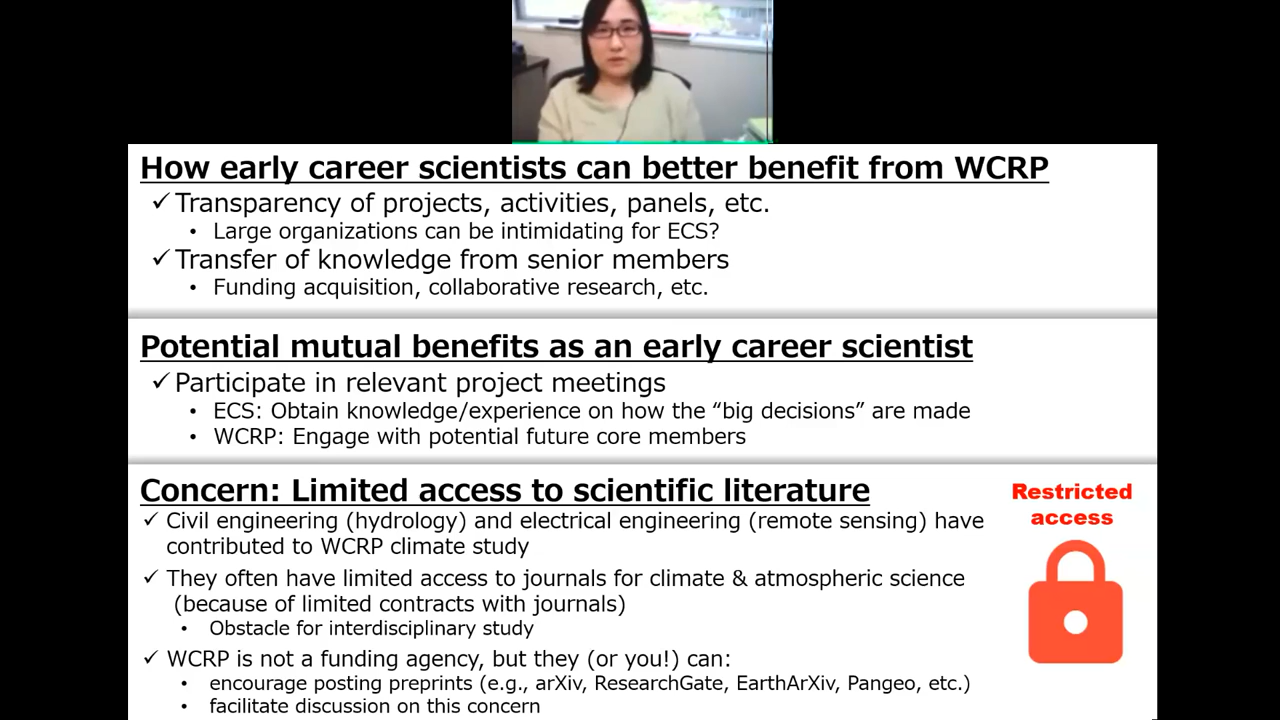 How early career scientists can better benefit from WCRP
✓ Transparency of projects, activities, panels, etc.
• Large organizations can be intimidating for ECS?
✓ Transfer of knowledge from senior members
• Funding acquisition, collaborative research, etc.
Potential mutual benefits as an early career scientist
✓ Participate in relevant project meetings
• ECS: Obtain knowledge/experience on how the “big decisions” are made
• WCRP: Engage with potential future core members
Concern: Limited access to scientific literature
Restricted
access
✓ Civil engineering (hydrology) and electrical engineering (remote sensing) have
contributed to WCRP climate study
✓ They often have limited access to journals for climate & atmospheric science
(because of limited contracts with journals)
• Obstacle for interdisciplinary study
✓ WCRP is not a funding agency, but they (or you!) can:
• encourage posting preprints (e.g., arXiv, ResearchGate, EarthArXiv, Pangeo, etc.)
• facilitate discussion on this concern